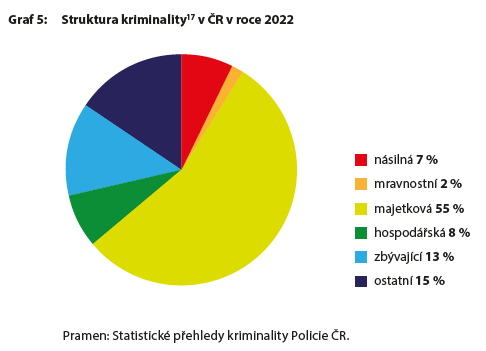 Graf 5: Struktura kriminality¹⁷ v ČR v roce 2022
násilná 7 %
mravnostní 2 %
majetková 55 %
hospodářská 8 %
zbývající 13 %
ostatní 15 %
Pramen: Statistické přehledy kriminality Policie ČR.